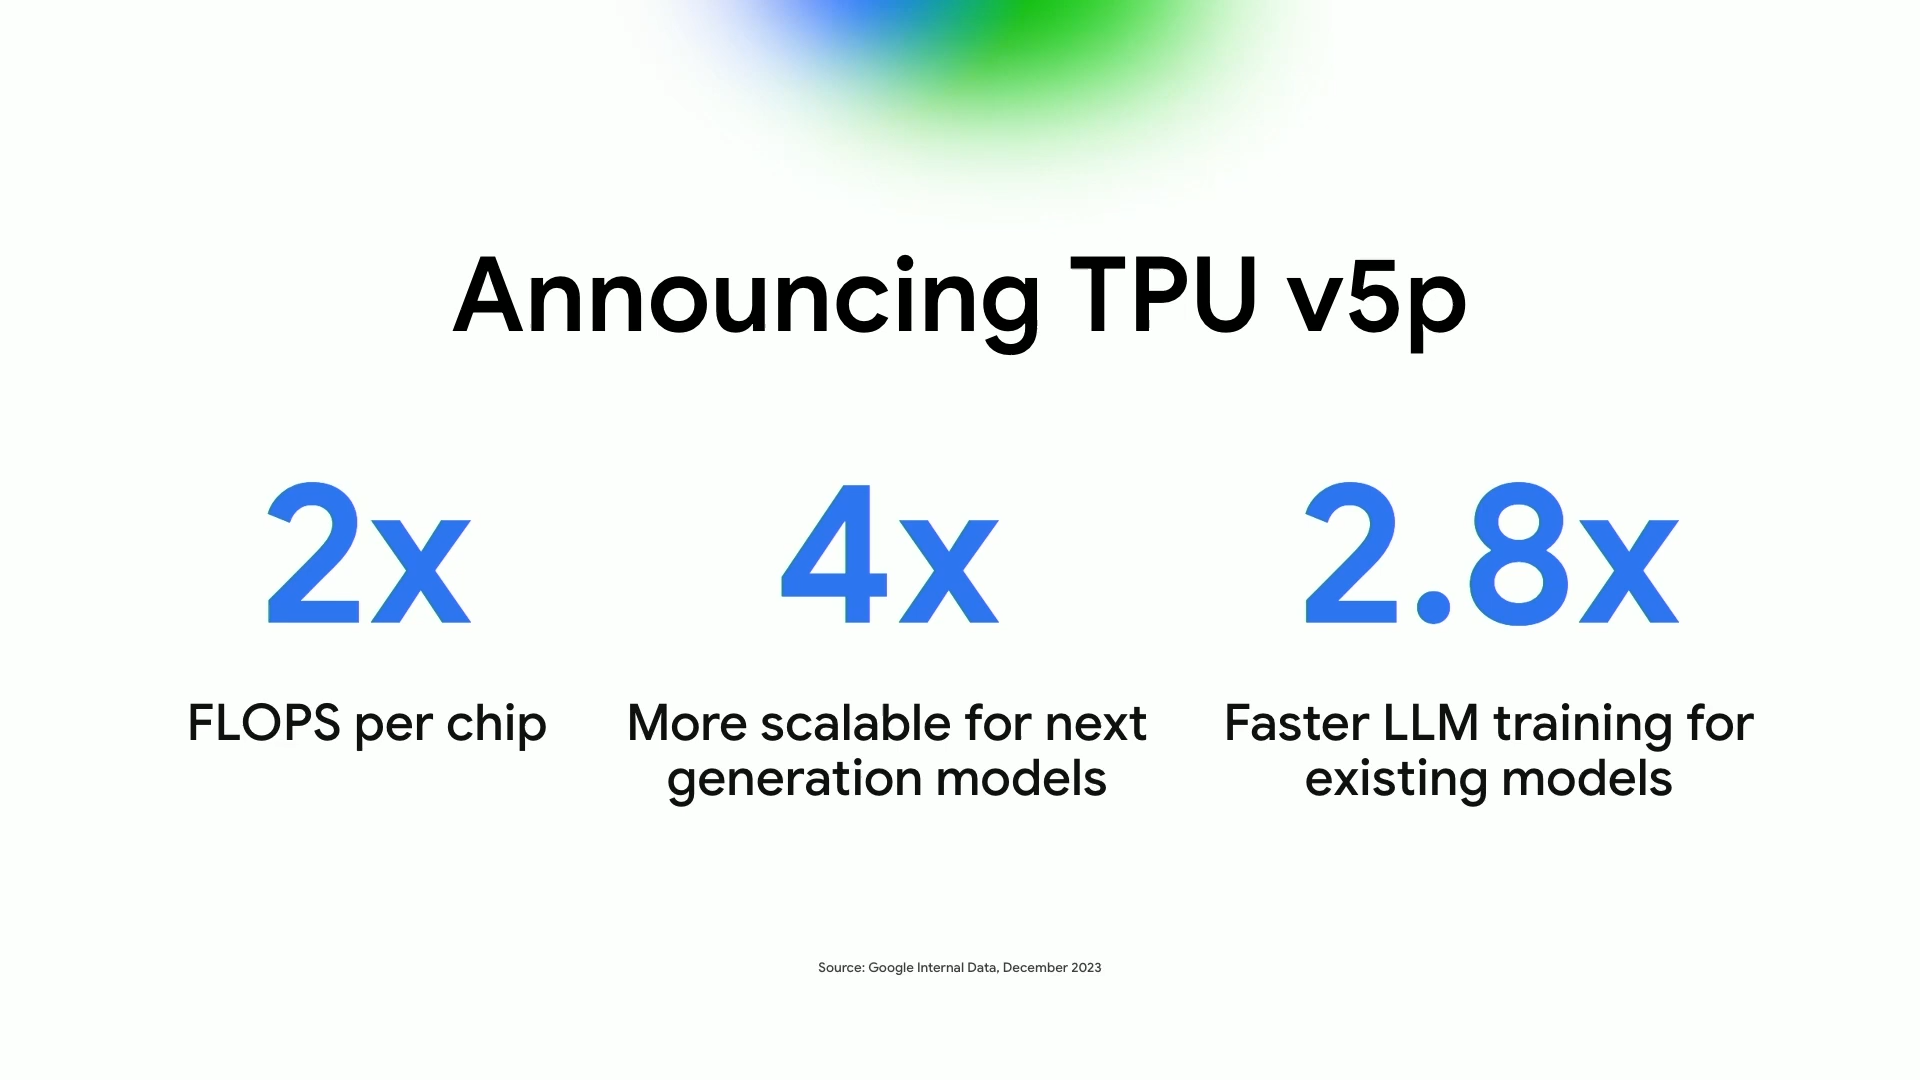 Announcing TPU v5p
2x
4x
2.8x
FLOPS per chip
More scalable for next
generation models
Faster LLM training for
existing models
Source: Google Internal Data, December 2023